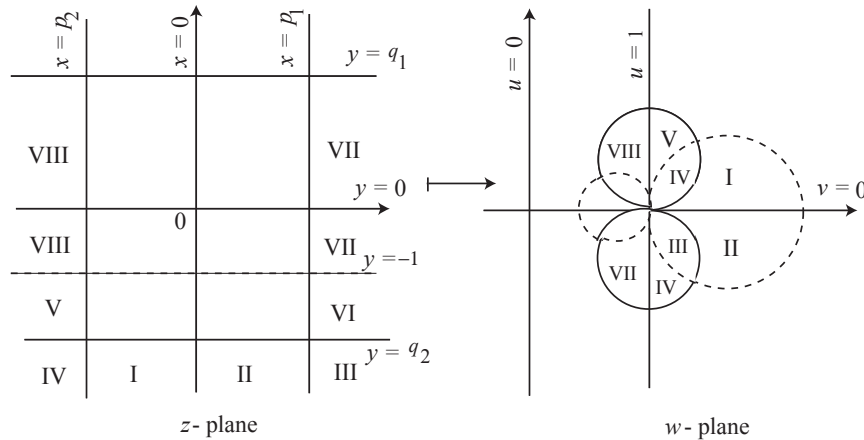 x = p2
x = 0
x = p1
y = q1
VIII
VII
y = 0
0
VIII
VII
y = –1
V
VI
y = q2
IV
I
II
III
z- plane
u = 0
u = 1
VIII
V
I
IV
v = 0
III
II
VII
IV
w - plane